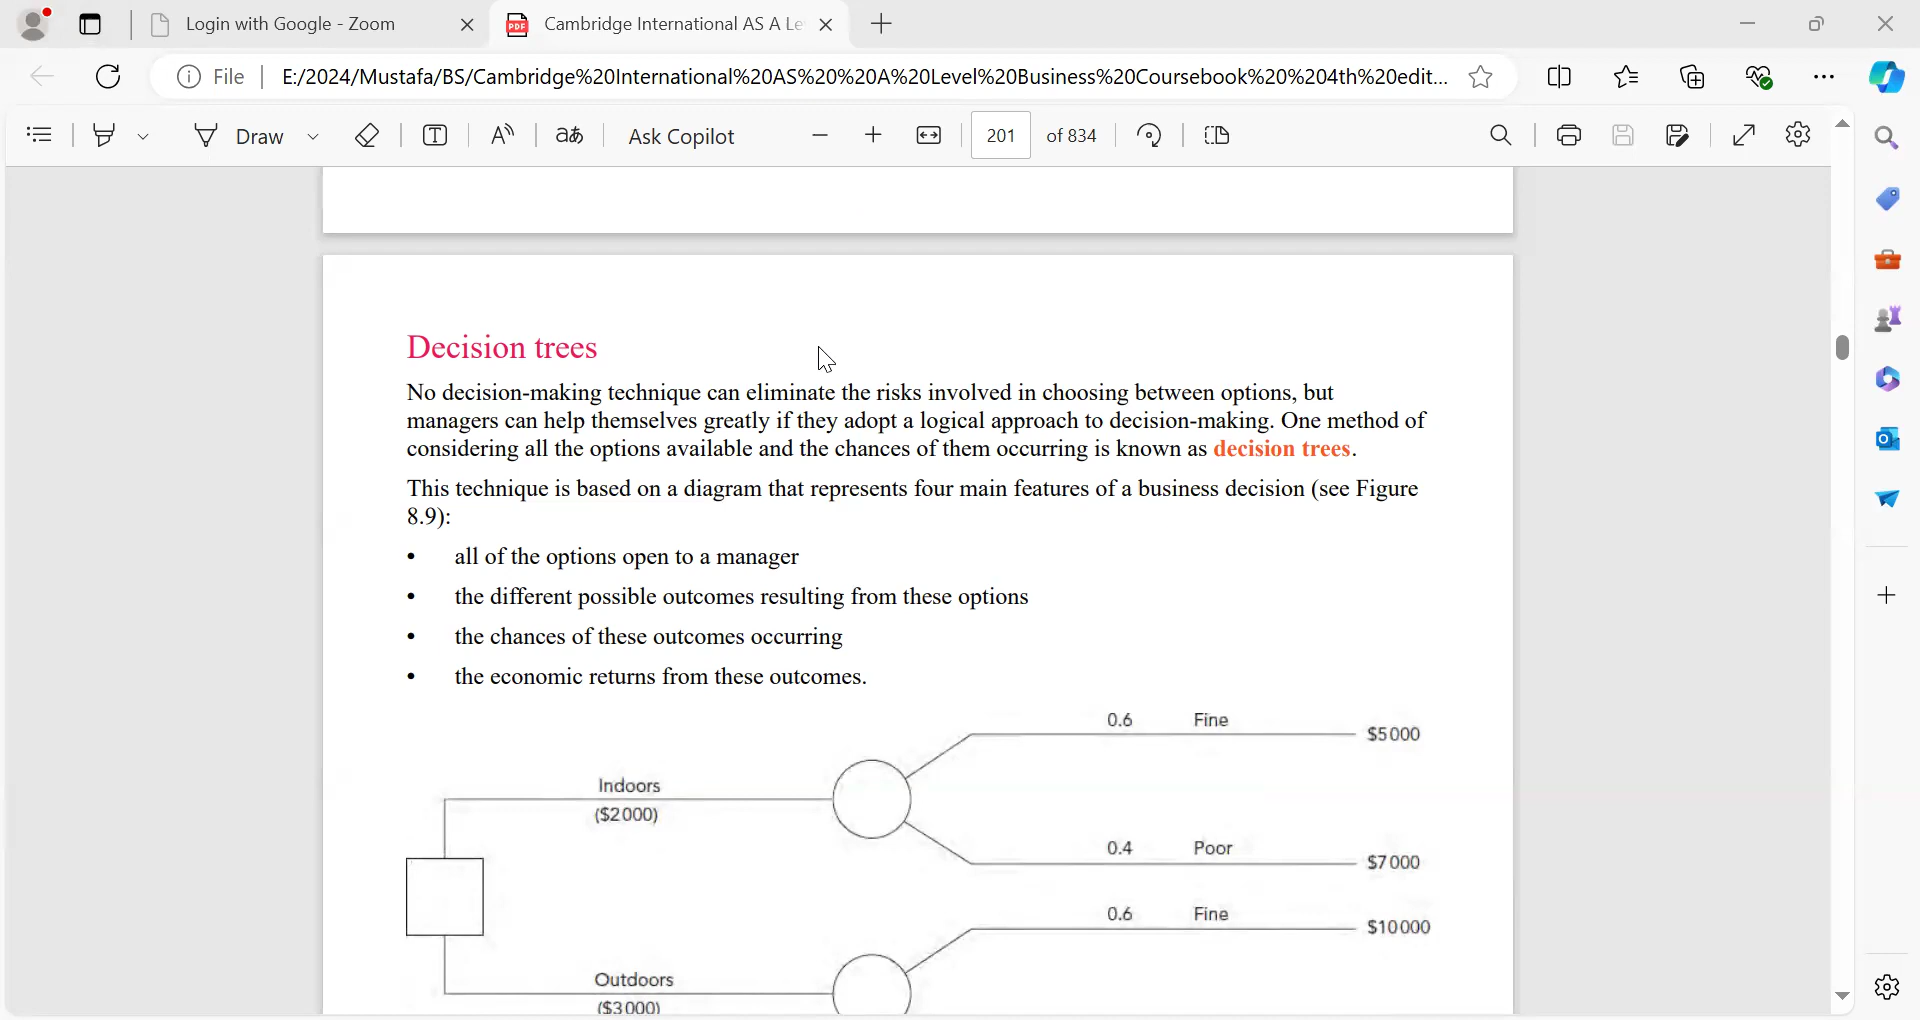 Login with Google - Zoom
Cambridge International AS A Le
File
E:/2024/Mustafa/BS/Cambridge%20International%20AS%20%20A%20Level%20Business%20Coursebook%20%204th%20edit...
Draw
Ask Copilot
201 of 834
Decision trees
No decision-making technique can eliminate the risks involved in choosing between options, but
managers can help themselves greatly if they adopt a logical approach to decision-making. One method of
considering all the options available and the chances of them occurring is known as decision trees.
This technique is based on a diagram that represents four main features of a business decision (see Figure
8.9):
• all of the options open to a manager
• the different possible outcomes resulting from these options
• the chances of these outcomes occurring
• the economic returns from these outcomes.
0.6 Fine
$5000
Indoors
($2000)
0.4 Poor
$7000
0.6 Fine
$10000
Outdoors
($3000)